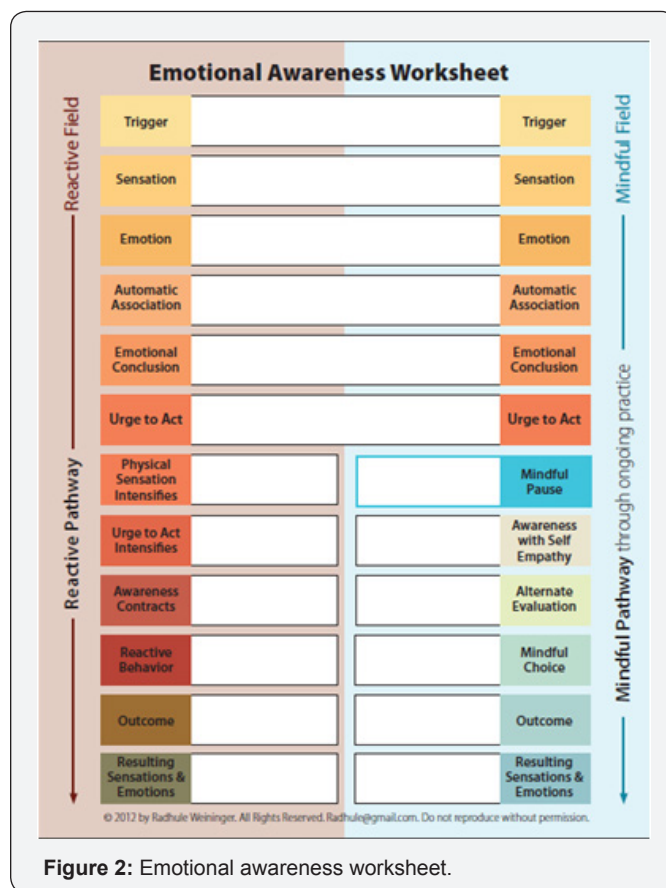 Emotional Awareness Worksheet
Reactive Field
Reactive Pathway
Mindful Field
Mindful Pathway through ongoing practice
Trigger
Trigger
Sensation
Sensation
Emotion
Emotion
Automatic
Association
Automatic
Association
Emotional
Conclusion
Emotional
Conclusion
Urge to Act
Urge to Act
Physical
Sensation
Intensifies
Mindful
Pause
Urge to Act
Intensifies
Awareness
with Self
Empathy
Awareness
Contracts
Alternate
Evaluation
Reactive
Behavior
Mindful
Choice
Outcome
Outcome
Resulting
Sensations &
Emotions
Resulting
Sensations &
Emotions
© 2012 by Radhule Weininger. All Rights Reserved. Radhule@gmail.com. Do not reproduce without permission.
Figure 2: Emotional awareness worksheet.